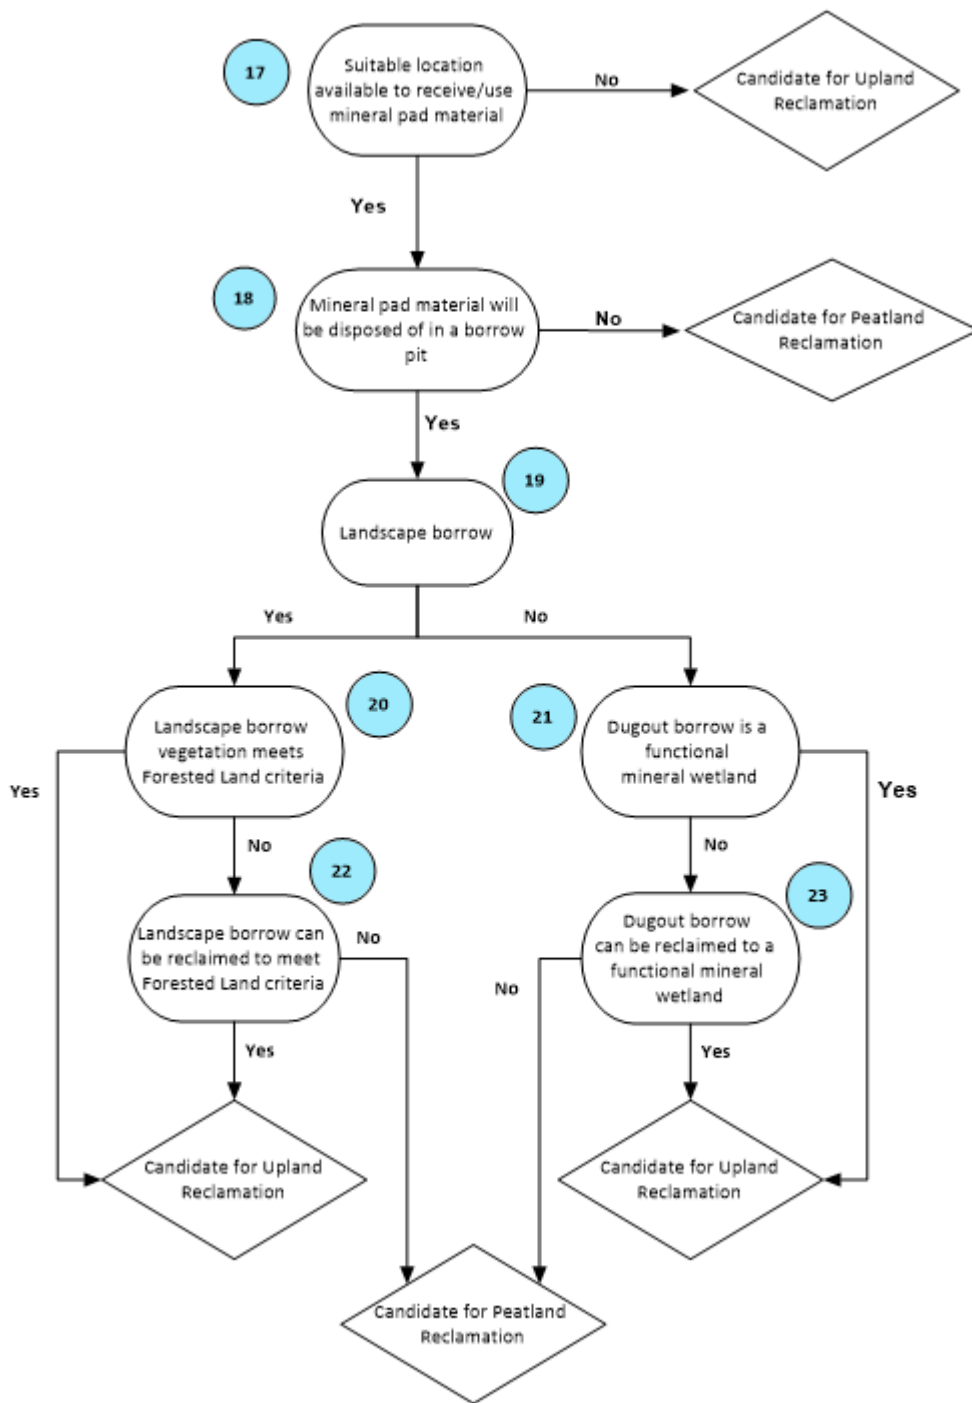 17
Suitable location
available to receive/use
mineral pad material
No
Candidate for Upland
Reclamation
Yes
18
Mineral pad material will
be disposed of in a borrow
pit
No
Candidate for Peatland
Reclamation
Yes
19
Landscape borrow
Yes
No
20
Landscape borrow
vegetation meets
Forested Land criteria
Yes
21
Dugout borrow is a
functional
mineral wetland
Yes
No
22
Landscape borrow can
be reclaimed to meet
Forested Land criteria
No
No
23
Dugout borrow
can be reclaimed to a
functional mineral
wetland
No
Yes
Candidate for Upland
Reclamation
Yes
Candidate for Upland
Reclamation
Candidate for Peatland
Reclamation